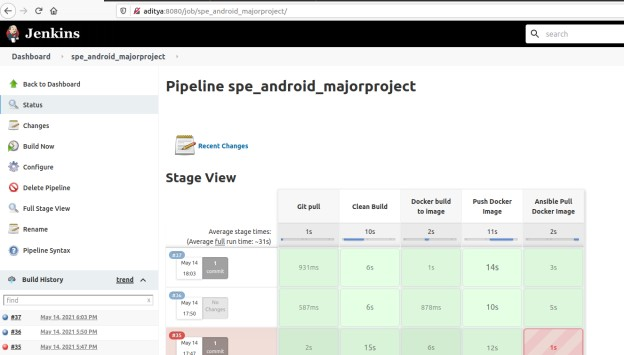 aditya:8080/job/spe_android_majorproject/
Jenkins
search
Dashboard
spe_android_majorproject
Back to Dashboard
Status
Changes
Build Now
Configure
Delete Pipeline
Full Stage View
Rename
Pipeline Syntax
Build History
trend
find
x
#37 May 14, 2021 6:03 PM
#36 May 14, 2021 5:50 PM
#35 May 14, 2021 5:47 PM
Pipeline spe_android_majorproject
Recent Changes
Stage View
Git pull
Clean Build
Docker build
to Image
Push Docker
Image
Ansible Pull
Docker Image
Average stage times:
(Average full run time: ~31s)
1s 10s 2s 11s 2s
#37
May 14
18:03
1
commit
931ms 6s 1s 14s 3s
#36
May 14
17:50
No
Changes
587ms 6s 878ms 10s 5s
#35
May 14
17:47
1
commit
2s 15s 6s 12s 1s